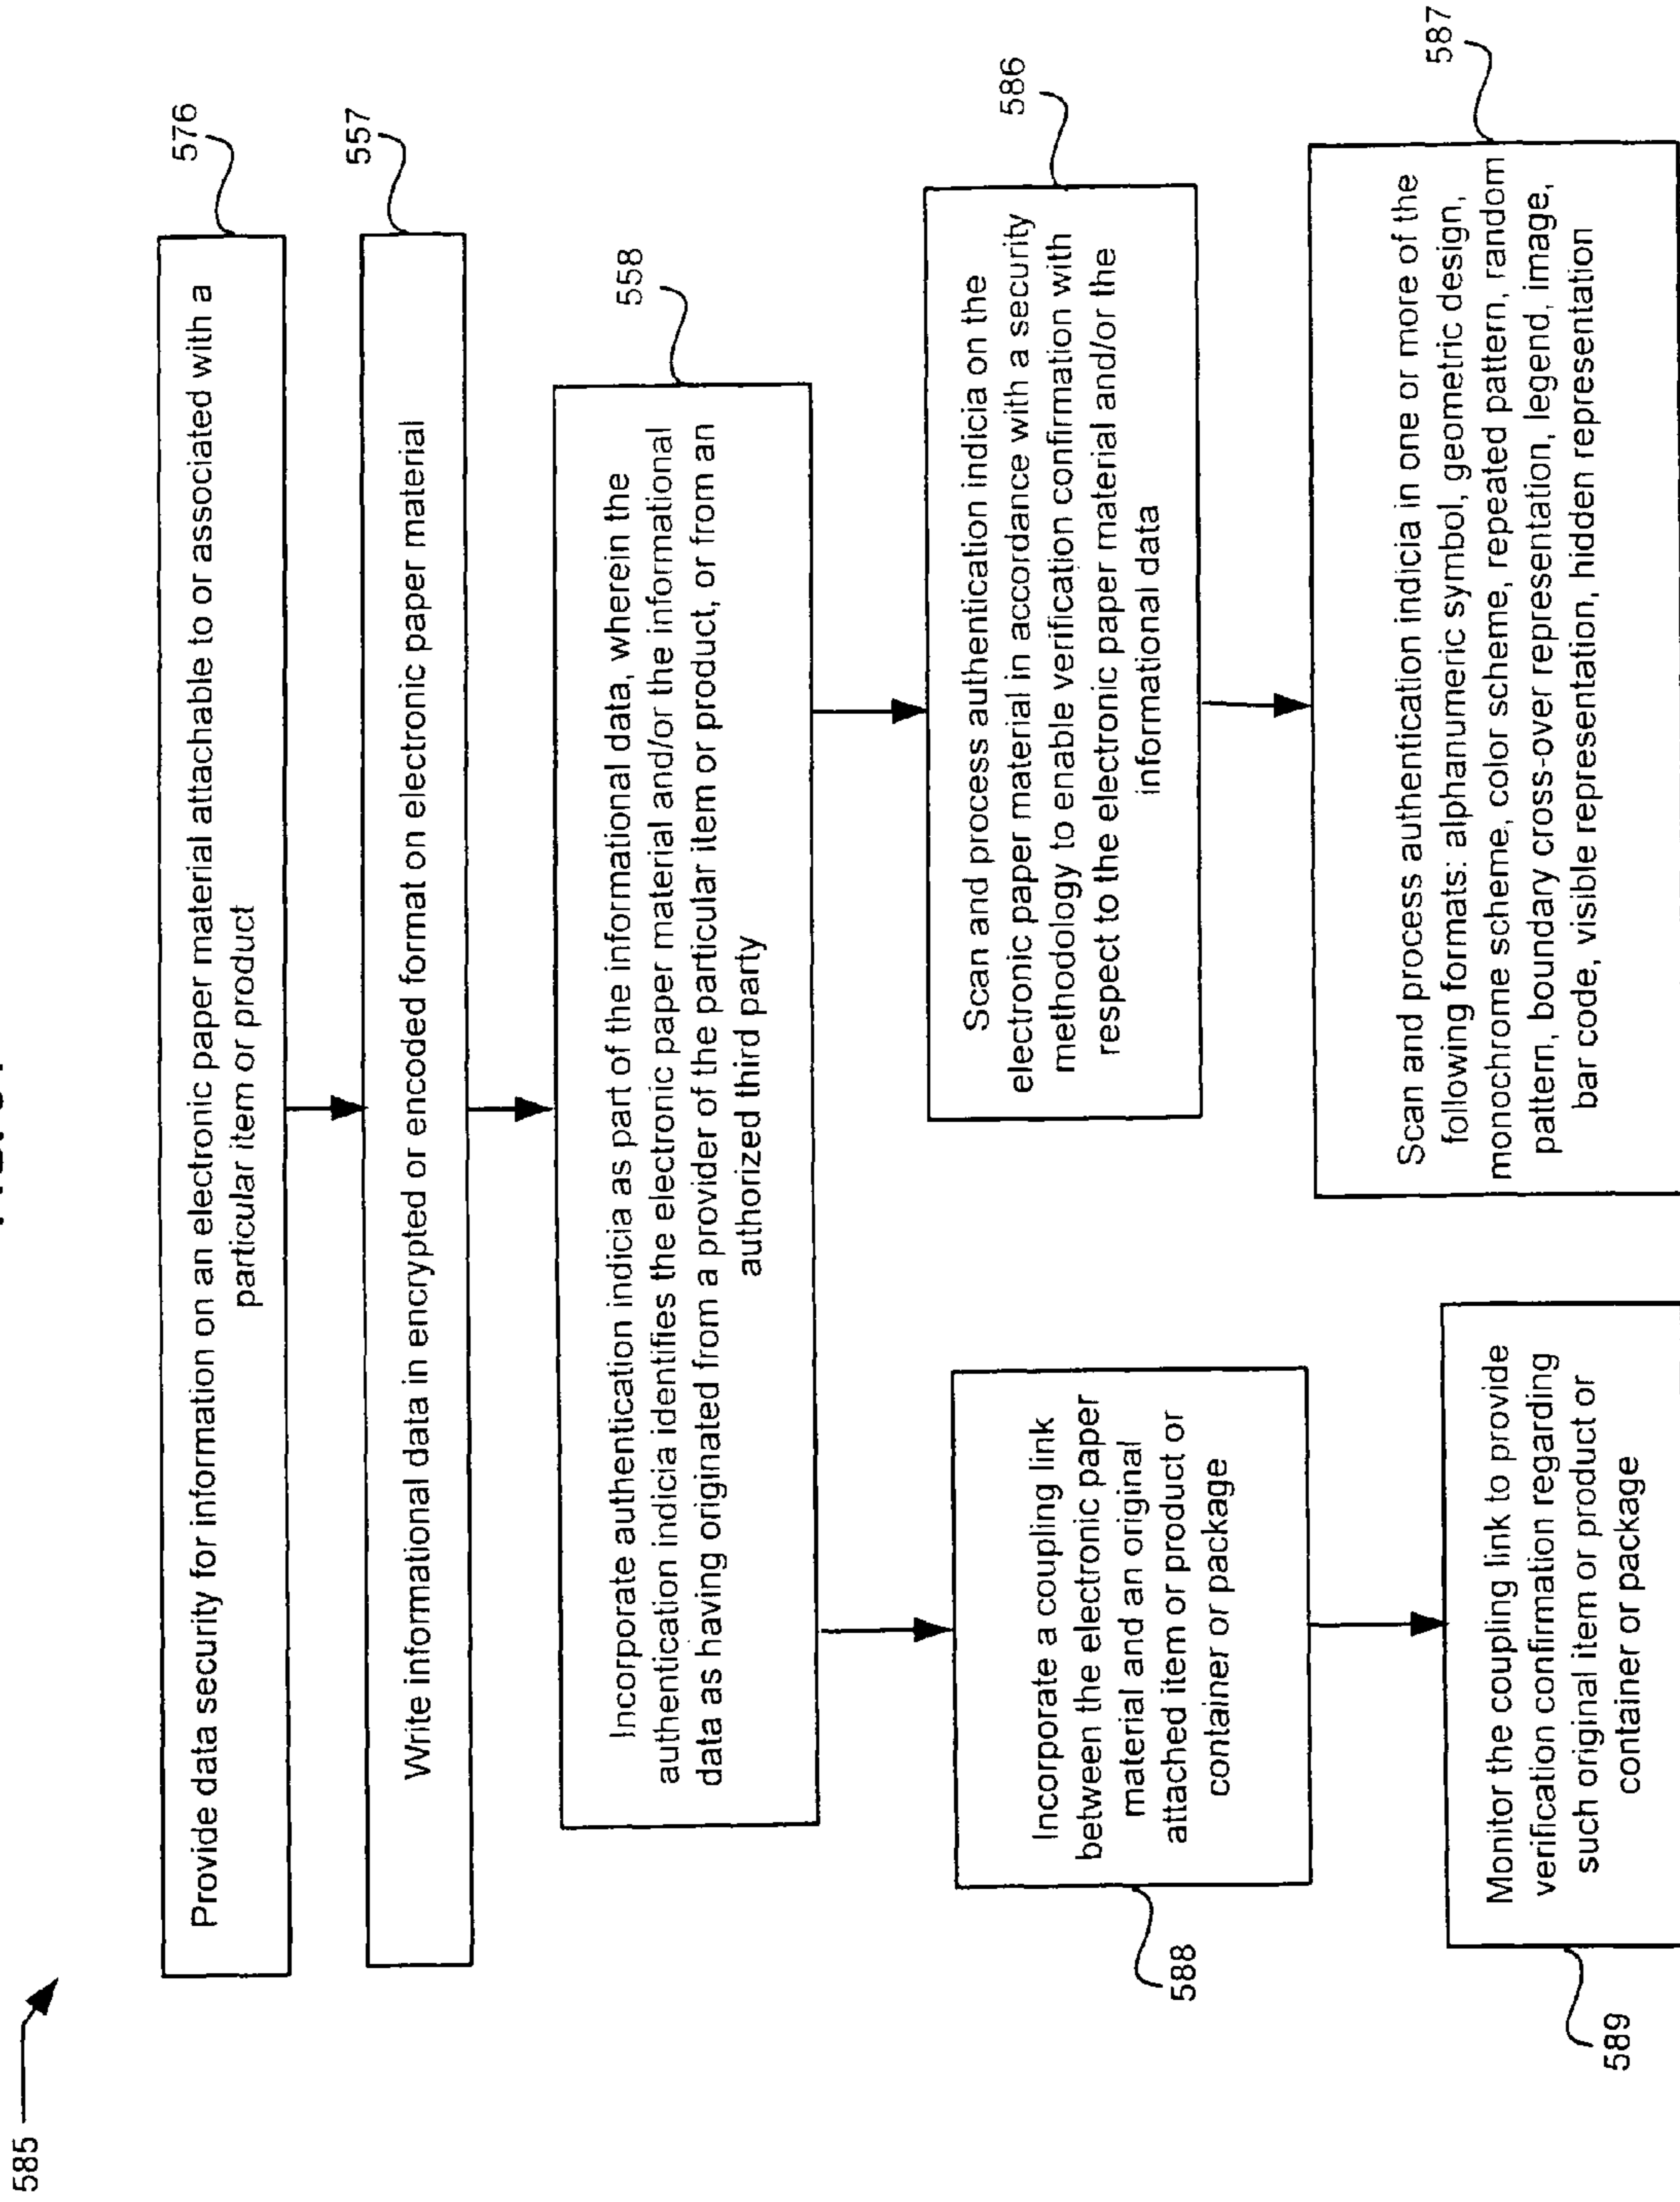 585
576
Provide data security for information on an electronic paper material attachable to or associated with a
particular item or product
557
Write informational data in encrypted or encoded format on electronic paper material
558
Incorporate authentication indicia as part of the informational data, wherein the
authentication indicia identifies the electronic paper material and/or the informational
data as having originated from a provider of the particular item or product, or from an
authorized third party
588
Incorporate a coupling link
between the electronic paper
material and an original
attached item or product or
container or package
586
Scan and process authentication indicia on the
electronic paper material in accordance with a security
methodology to enable verification confirmation with
respect to the electronic paper material and/or the
informational data
589
Monitor the coupling link to provide
verification confirmation regarding
such original item or product or
container or package
587
Scan and process authentication indicia in one or more of the
following formats: alphanumeric symbol, geometric design,
monochrome scheme, color scheme, repeated pattern, random
pattern, boundary cross-over representation, legend, image,
bar code, visible representation, hidden representation